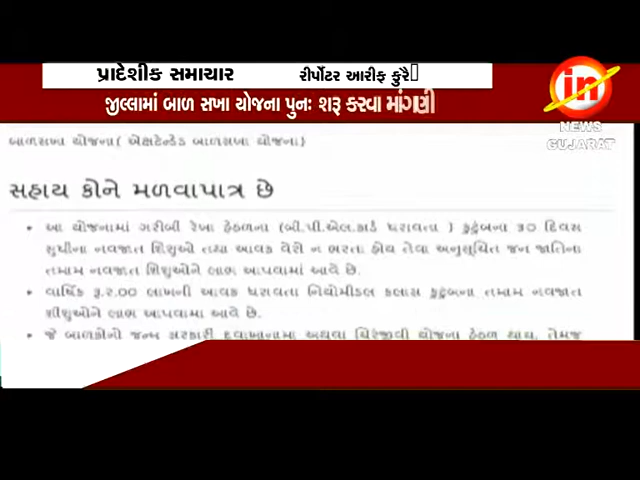 પ્રાદેશીક સમાચાર
રીર્પોટર આરીફ કુરૈ
જીલ્લામાં બાળ સખા યોજના પુનઃ શરૂ કરવા માંગણી
in
NEWS
GUJARAT
બાળસખા યોજના( એક્ષટેન્ડેડ બાળસખા યોજના)
સહાય કોને મળવાપાત્ર છે
• આ યોજનામાં ગરીબી રેખા હેઠળના (બી.પી.એલ.કાર્ડ ધરાવતા ) કુટુંબના ૩૦ દિવસ
સુધીના નવજાત શિશુઓ તથા આવક વેરો ન ભરતા હોય તેવા અનુસૂચિત જન જાતિના
તમામ નવજાત શિશુઓને લાભ આપવામાં આવે છે.
• વાર્ષિક રૂ.૨.૦૦ લાખની આવક ધરાવતા નિયોમીડલ કલાસ કુટુંબના તમામ નવજાત
શીશુઓને લાભ આપવામાં આવે છે.
• જે બાળકોનો જન્મ સરકારી દવાખાનામાં અથવા ચિરંજીવી યોજના હેઠળ થાય, તેમજ